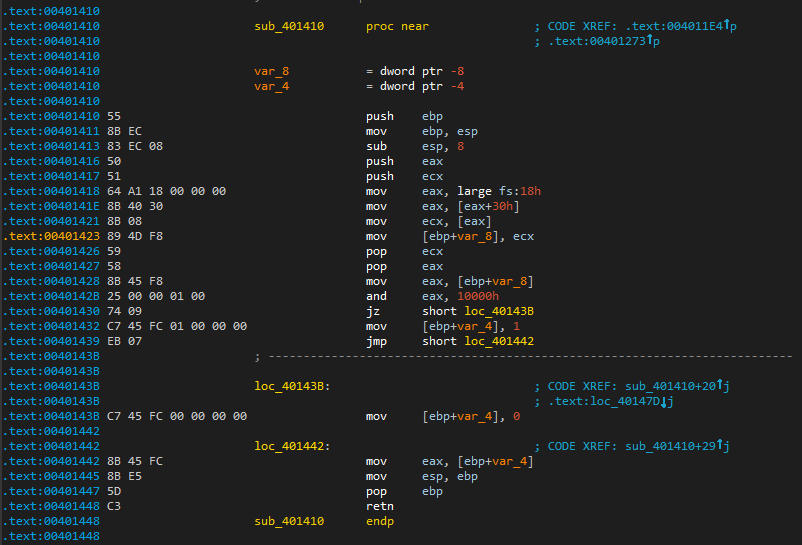 .text:00401410
.text:00401410 sub_401410 proc near ; CODE XREF: .text:004011E4↑p
.text:00401410 ; .text:00401273↑p
.text:00401410
.text:00401410 var_8 = dword ptr -8
.text:00401410 var_4 = dword ptr -4
.text:00401410
.text:00401410 55 push ebp
.text:00401411 8B EC mov ebp, esp
.text:00401413 83 EC 08 sub esp, 8
.text:00401416 50 push eax
.text:00401417 51 push ecx
.text:00401418 64 A1 18 00 00 00 mov eax, large fs:18h
.text:0040141E 8B 40 30 mov eax, [eax+30h]
.text:00401421 8B 08 mov ecx, [eax]
.text:00401423 89 4D F8 mov [ebp+var_8], ecx
.text:00401426 59 pop ecx
.text:00401427 58 pop eax
.text:00401428 8B 45 F8 mov eax, [ebp+var_8]
.text:0040142B 25 00 00 01 00 and eax, 10000h
.text:00401430 74 09 jz short loc_40143B
.text:00401432 C7 45 FC 01 00 00 00 mov [ebp+var_4], 1
.text:00401439 EB 07 jmp short loc_401442
.text:0040143B ; ---------------------------------------------------------------------------
.text:0040143B
.text:0040143B loc_40143B: ; CODE XREF: sub_401410+20↑j
.text:0040143B ; .text:loc_40147D↓j
.text:0040143B C7 45 FC 00 00 00 00 mov [ebp+var_4], 0
.text:00401442
.text:00401442 loc_401442: ; CODE XREF: sub_401410+29↑j
.text:00401442 8B 45 FC mov eax, [ebp+var_4]
.text:00401445 8B E5 mov esp, ebp
.text:00401447 5D pop ebp
.text:00401448 C3 retn
.text:00401448 sub_401410 endp
.text:00401448